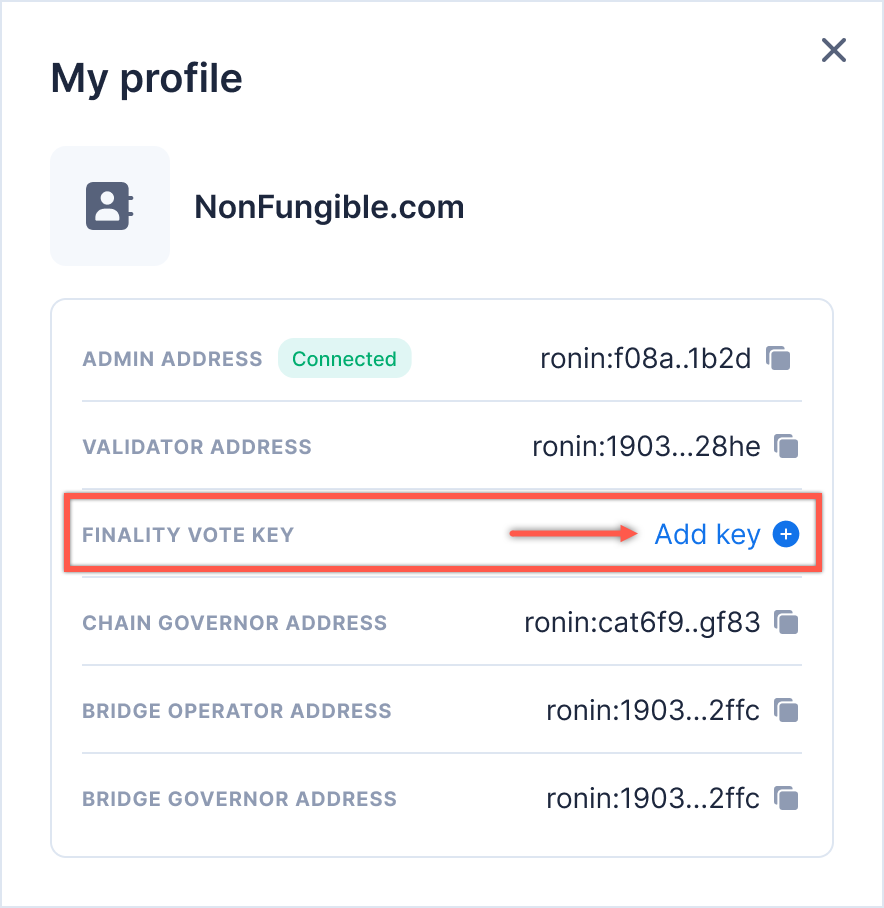 My profile
NonFungible.com
ADMIN ADDRESS Connected ronin:f08a..1b2d
VALIDATOR ADDRESS ronin:1903...28he
FINALITY VOTE KEY Add key
CHAIN GOVERNOR ADDRESS ronin:cat6f9..gf83
BRIDGE OPERATOR ADDRESS ronin:1903...2ffc
BRIDGE GOVERNOR ADDRESS ronin:1903...2ffc